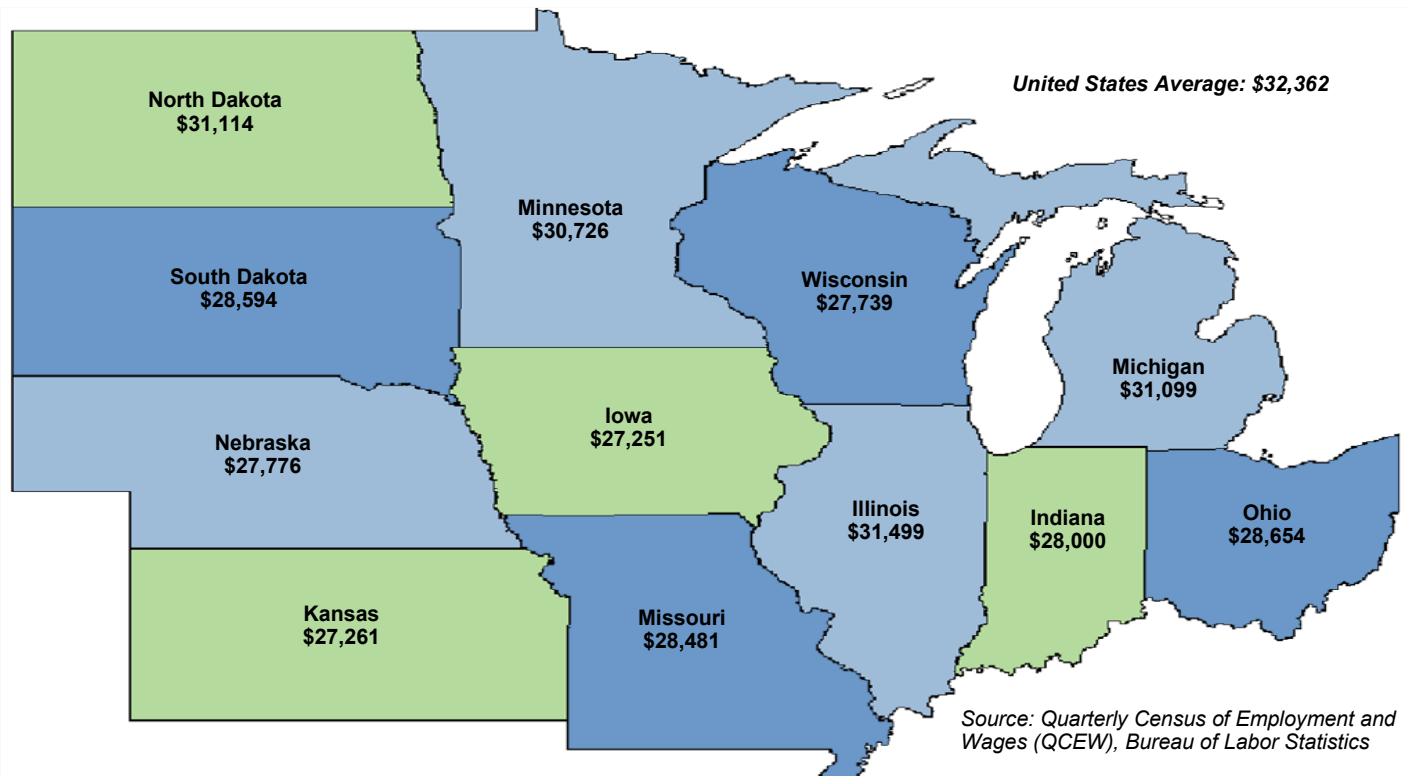 United States Average: $32,362
North Dakota
$31,114
Minnesota
$30,726
South Dakota
$28,594
Wisconsin
$27,739
Michigan
$31,099
Iowa
$27,251
Nebraska
$27,776
Illinois
$31,499
Indiana
$28,000
Ohio
$28,654
Kansas
$27,261
Missouri
$28,481
Source: Quarterly Census of Employment and
Wages (QCEW), Bureau of Labor Statistics